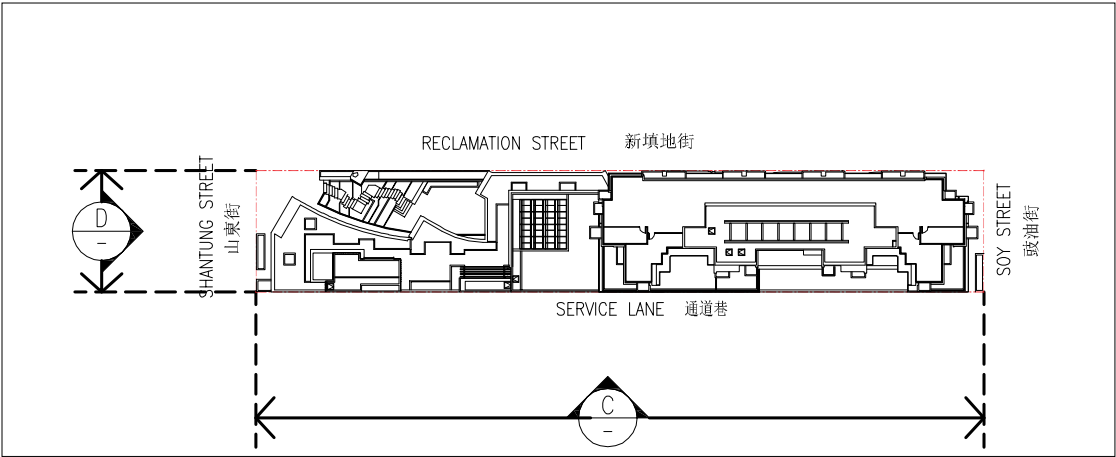 RECLAMATION STREET 新填地街
D
-
SHANTUNG STREET
山東街
SOY STREET
豉油街
SERVICE LANE 通道巷
C
-